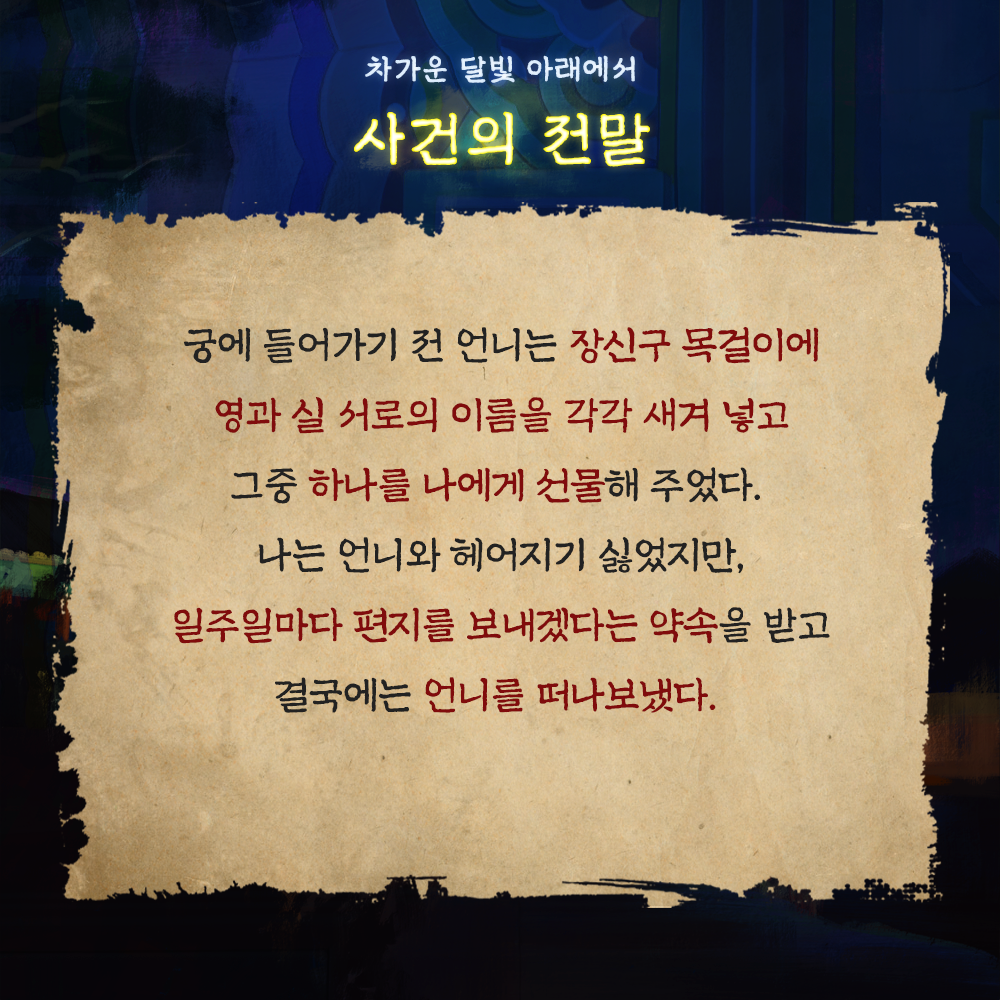 차가운 달빛 아래에서
사건의 전말
궁에 들어가기 전 언니는 장신구 목걸이에
영과 실 서로의 이름을 각각 새겨 넣고
그중 하나를 나에게 선물해 주었다.
나는 언니와 헤어지기 싫었지만,
일주일마다 편지를 보내겠다는 약속을 받고
결국에는 언니를 떠나보냈다.